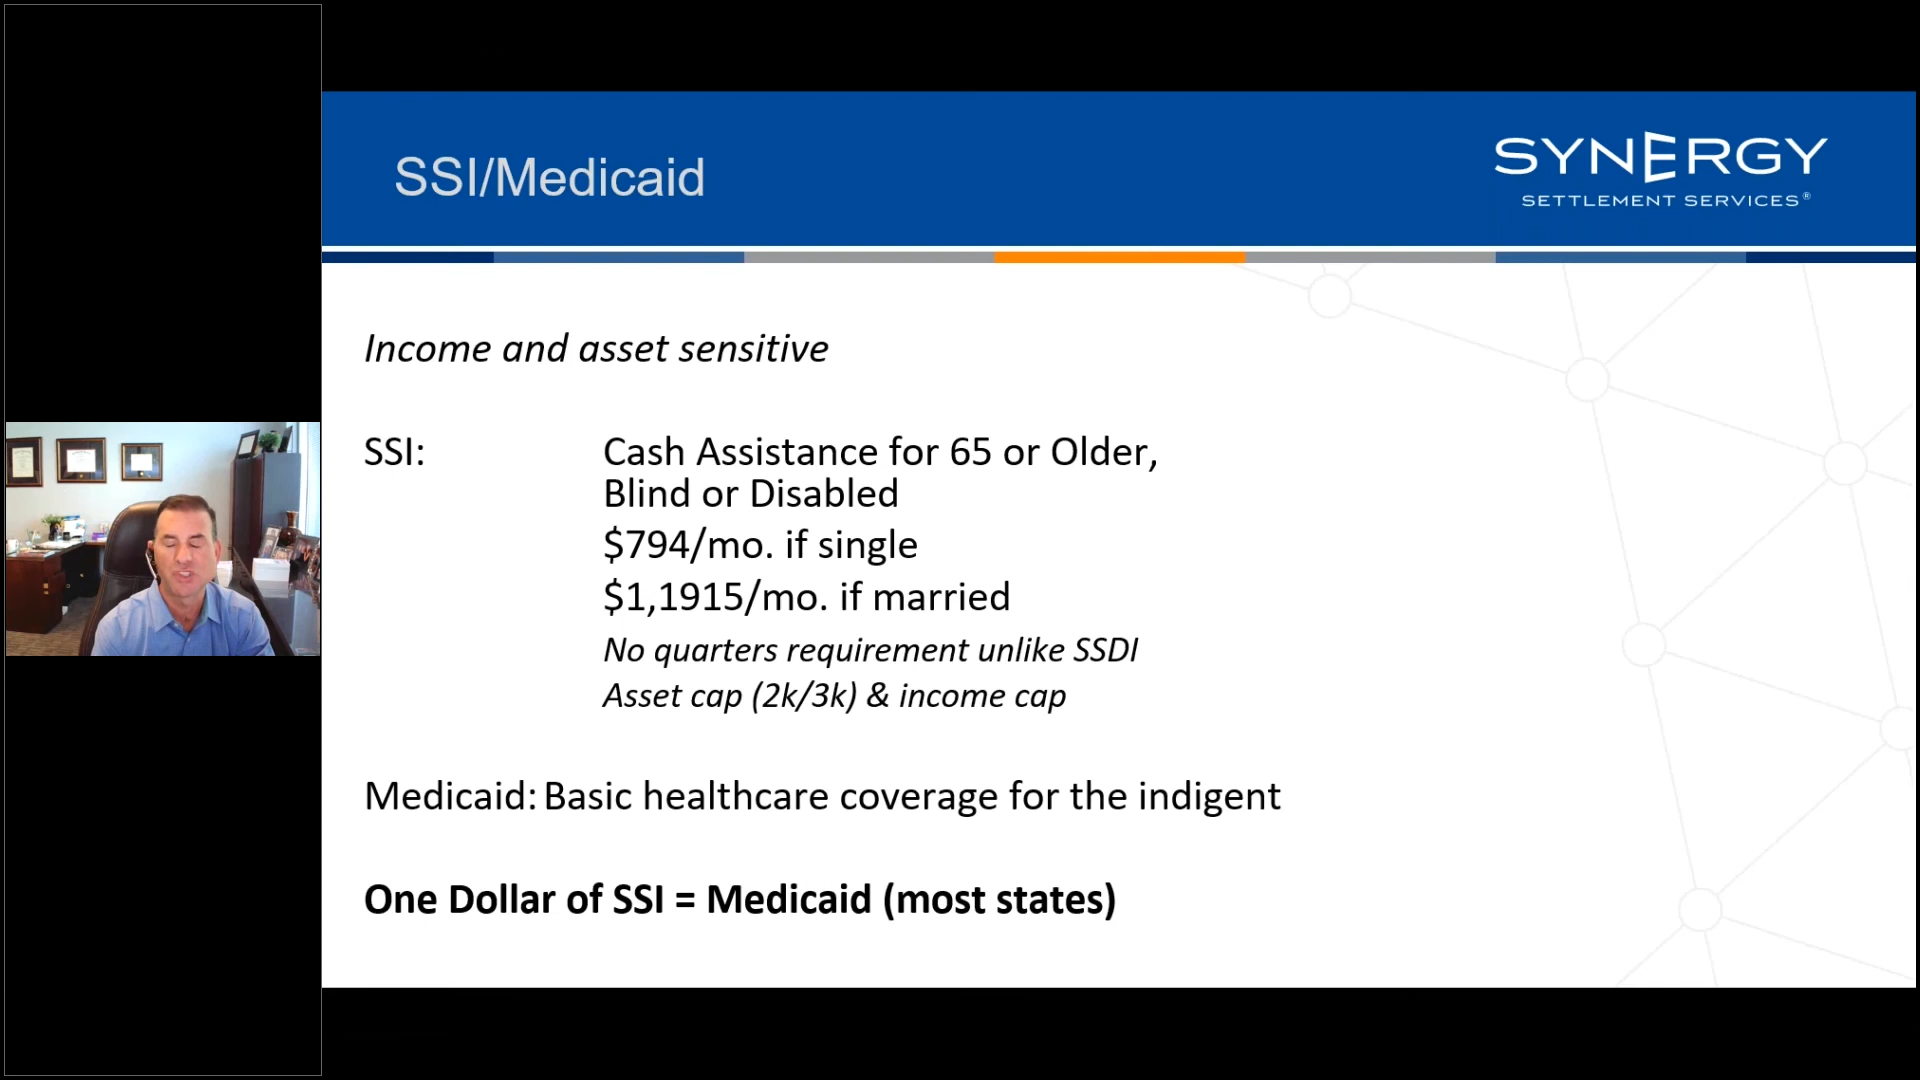 SSI/Medicaid
SYNERGY
SETTLEMENT SERVICES®
Income and asset sensitive
SSI: Cash Assistance for 65 or Older,
Blind or Disabled
$794/mo. if single
$1,1915/mo. if married
No quarters requirement unlike SSDI
Asset cap (2k/3k) & income cap
Medicaid: Basic healthcare coverage for the indigent
One Dollar of SSI = Medicaid (most states)